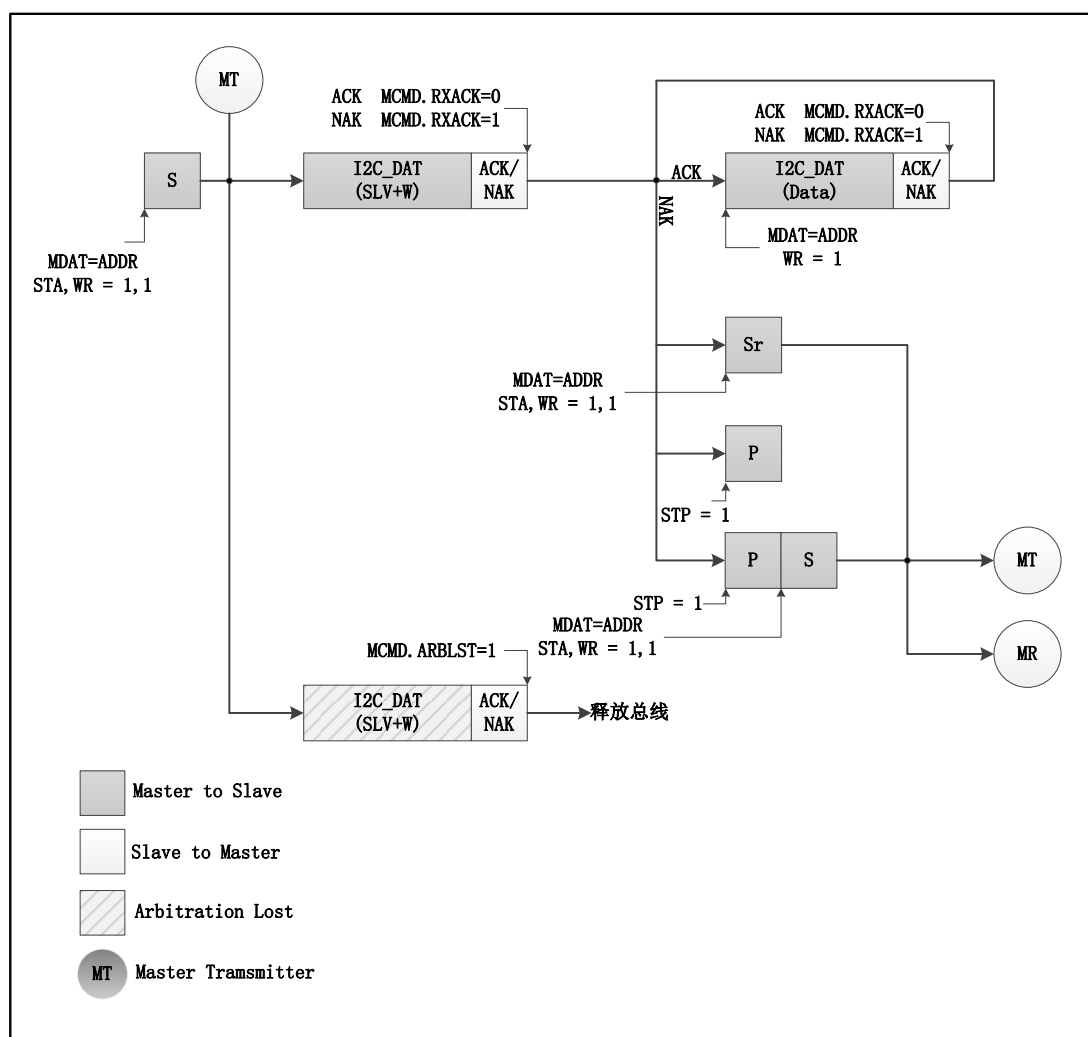 MT
ACK MCMD.RXACK=0
NAK MCMD.RXACK=1
S
I2C_DAT
(SLV+W)
ACK/
NAK
MDAT=ADDR
STA,WR = 1,1
ACK
NAK
ACK MCMD.RXACK=0
NAK MCMD.RXACK=1
I2C_DAT
(Data)
ACK/
NAK
MDAT=ADDR
WR = 1
Sr
MDAT=ADDR
STA,WR = 1,1
P
STP = 1
P
S
STP = 1
MDAT=ADDR
STA,WR = 1,1
MT
MR
MCMD.ARBLST=1
I2C_DAT
(SLV+W)
ACK/
NAK
释放总线
Master to Slave
Slave to Master
Arbitration Lost
MT
Master Tramsmitter